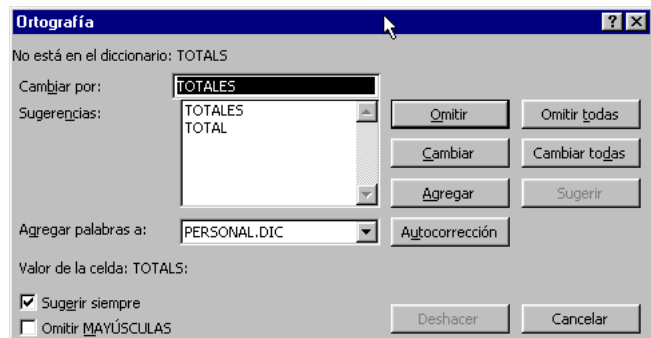 Ortografía
No está en el diccionario: TOTALS
Cambiar por: TOTALES
Sugerencias: TOTALES
TOTAL
Omitir Omitir todas
Cambiar Cambiar todas
Agregar Sugerir
Agregar palabras a: PERSONAL.DIC Autocorrección
Valor de la celda: TOTALS:
Sugerir siempre
Omitir MAYÚSCULAS
Deshacer Cancelar